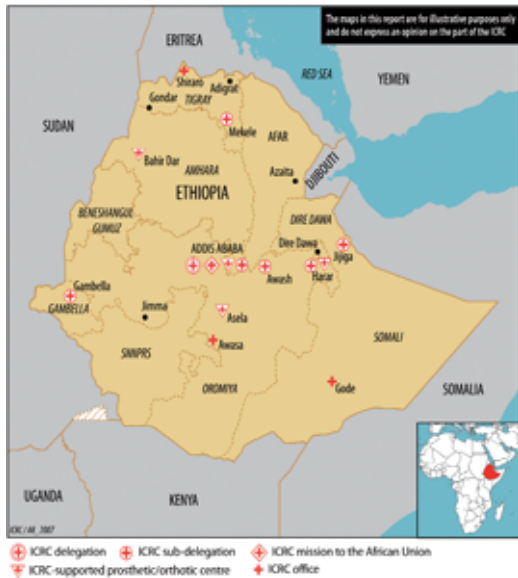 The maps in this report are for illustrative purposes only
and do not express an opinion on the part of the ICRC
ERITREA
RED SEA
YEMEN
Shiraro
Adigrat
TIGRAY
Gondar
SUDAN
Mekele
AFAR
Bahir Dar
AMHARA
Azaita
DJIBOUTI
ETHIOPIA
BENESHANGUL
GUMUZ
DIRE DAWA
ADDIS ABABA
Dire Dawa
Jijiga
Awash
Harar
Gambella
GAMBELLA
Jimma
Asela
SOMALI
Awasa
SNNPRS
OROMIYA
Gode
SOMALIA
UGANDA
KENYA
ICRC / AR_2007
ICRC delegation
ICRC sub-delegation
ICRC mission to the African Union
ICRC-supported prosthetic/orthotic centre
ICRC office